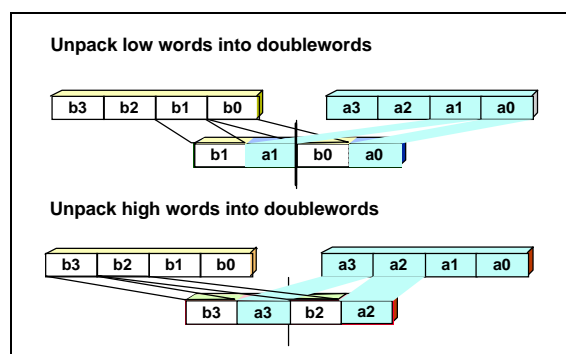 Unpack low words into doublewords
b3 b2 b1 b0 a3 a2 a1 a0
b1 a1 b0 a0
Unpack high words into doublewords
b3 b2 b1 b0 a3 a2 a1 a0
b3 a3 b2 a2